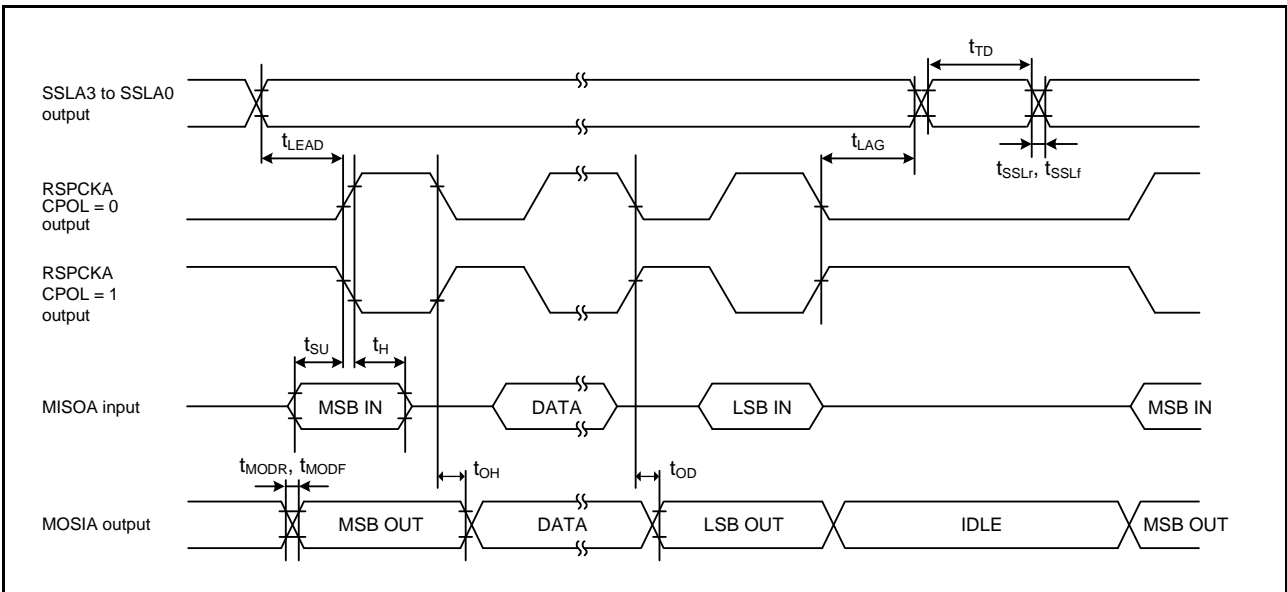 tTD
SSLA3 to SSLA0
output
tLEAD
tLAG
tSSLr, tSSLf
RSPCKA
CPOL = 0
output
RSPCKA
CPOL = 1
output
tSU
tH
MISOA input
MSB IN
DATA
LSB IN
MSB IN
tMODR, tMODF
tOH
tOD
MOSIA output
MSB OUT
DATA
LSB OUT
IDLE
MSB OUT